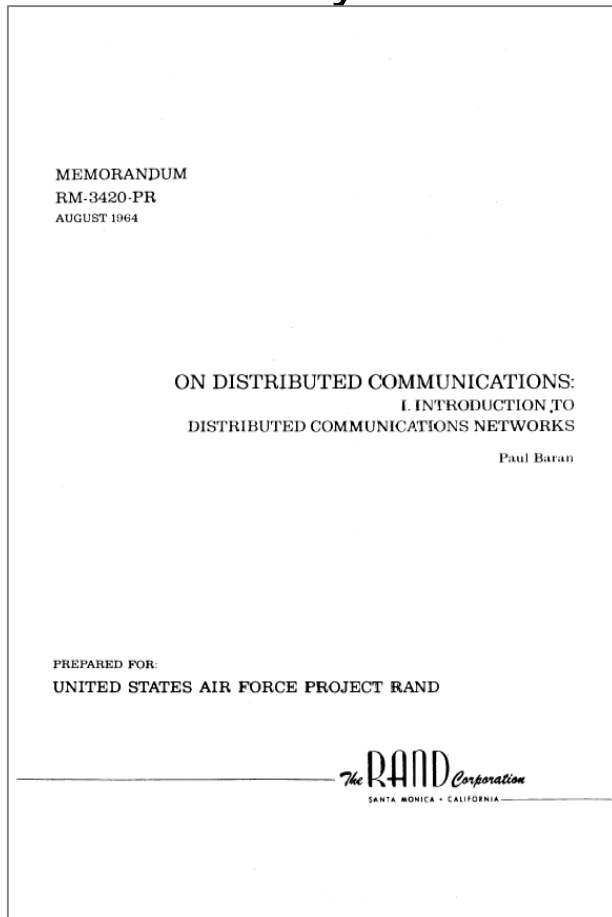 MEMORANDUM
RM-3420-PR
AUGUST 1964
ON DISTRIBUTED COMMUNICATIONS:
I. INTRODUCTION TO
DISTRIBUTED COMMUNICATIONS NETWORKS
Paul Baran
PREPARED FOR:
UNITED STATES AIR FORCE PROJECT RAND
The RAND Corporation
SANTA MONICA • CALIFORNIA